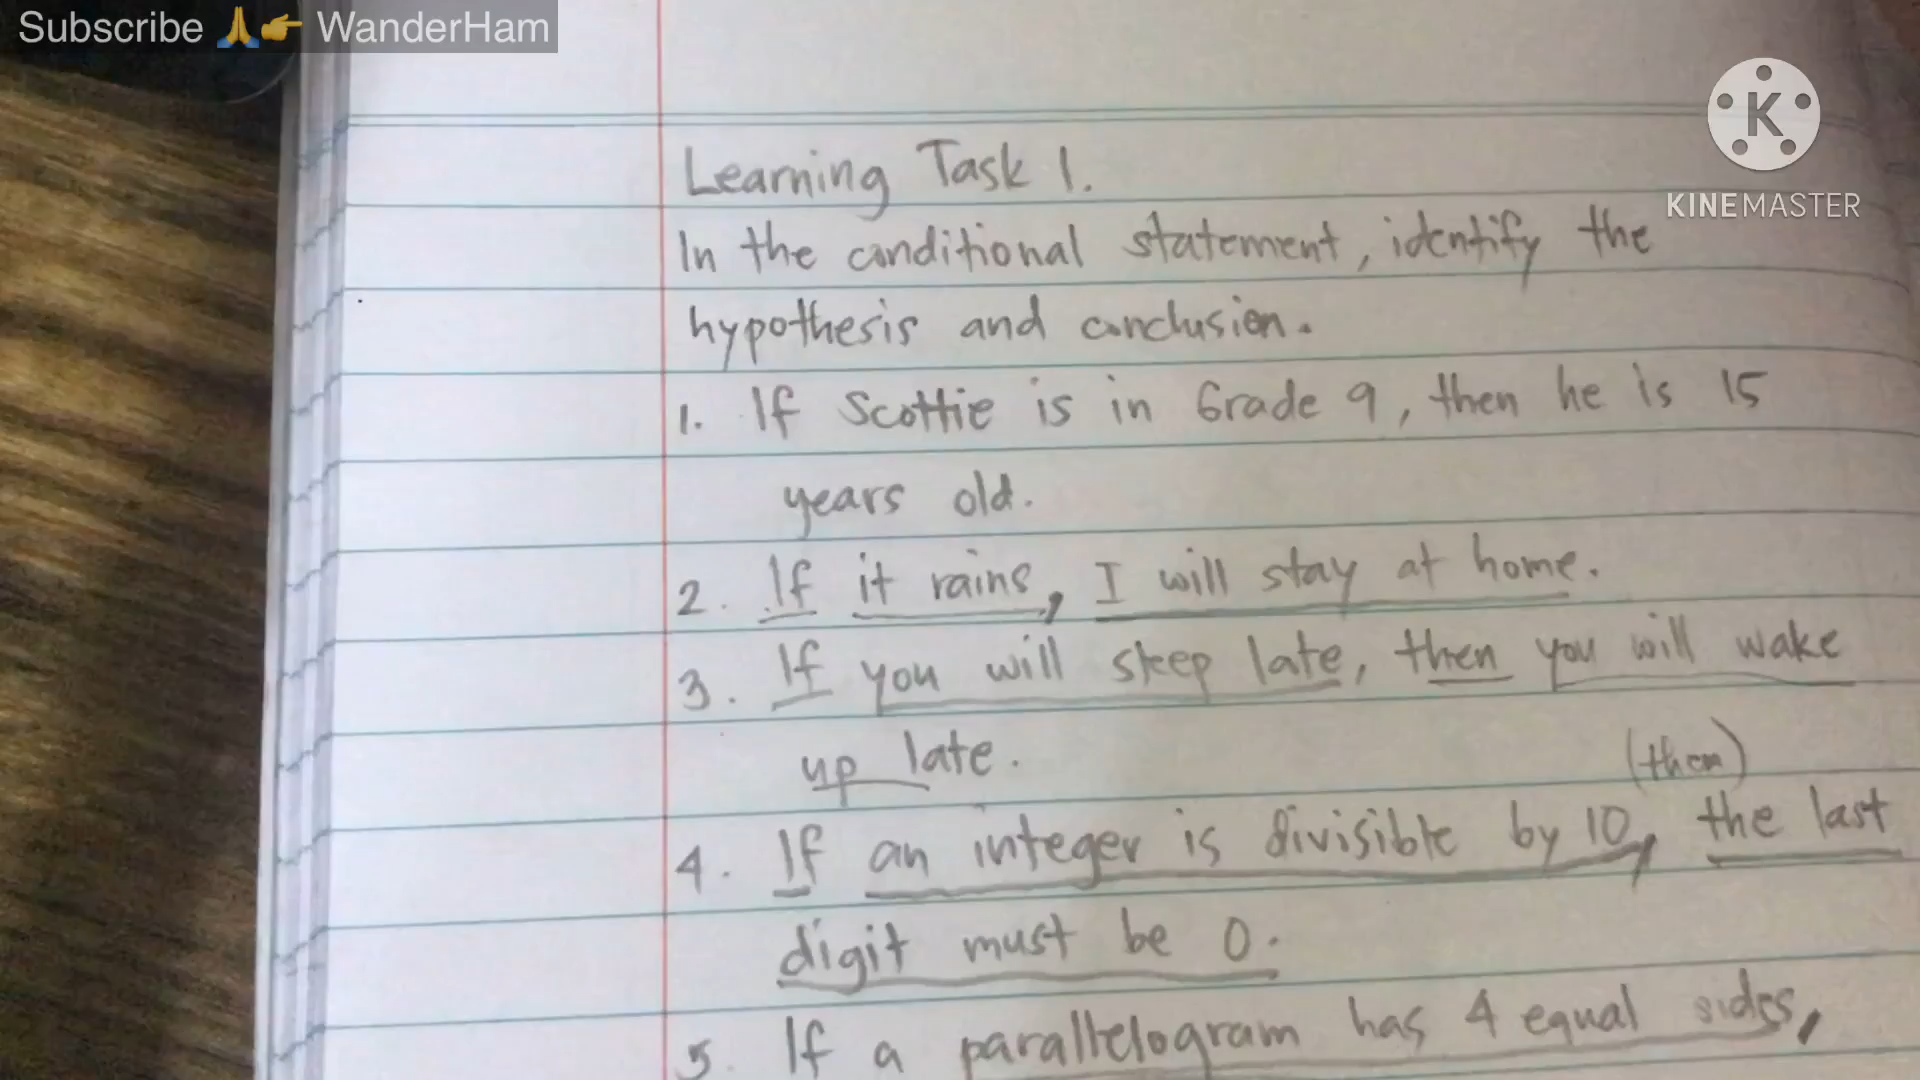 Subscribe 🙏👉 WanderHam
K
KINEMASTER
Learning Task 1.
In the conditional statement, identify the
hypothesis and conclusion.
1. If Scottie is in Grade 9, then he is 15
years old.
2. If it rains, I will stay at home.
3. If you will sleep late, then you will wake
up late.
(then)
4. If an integer is divisible by 10, the last
digit must be 0.
5. If a parallelogram has 4 equal sides,